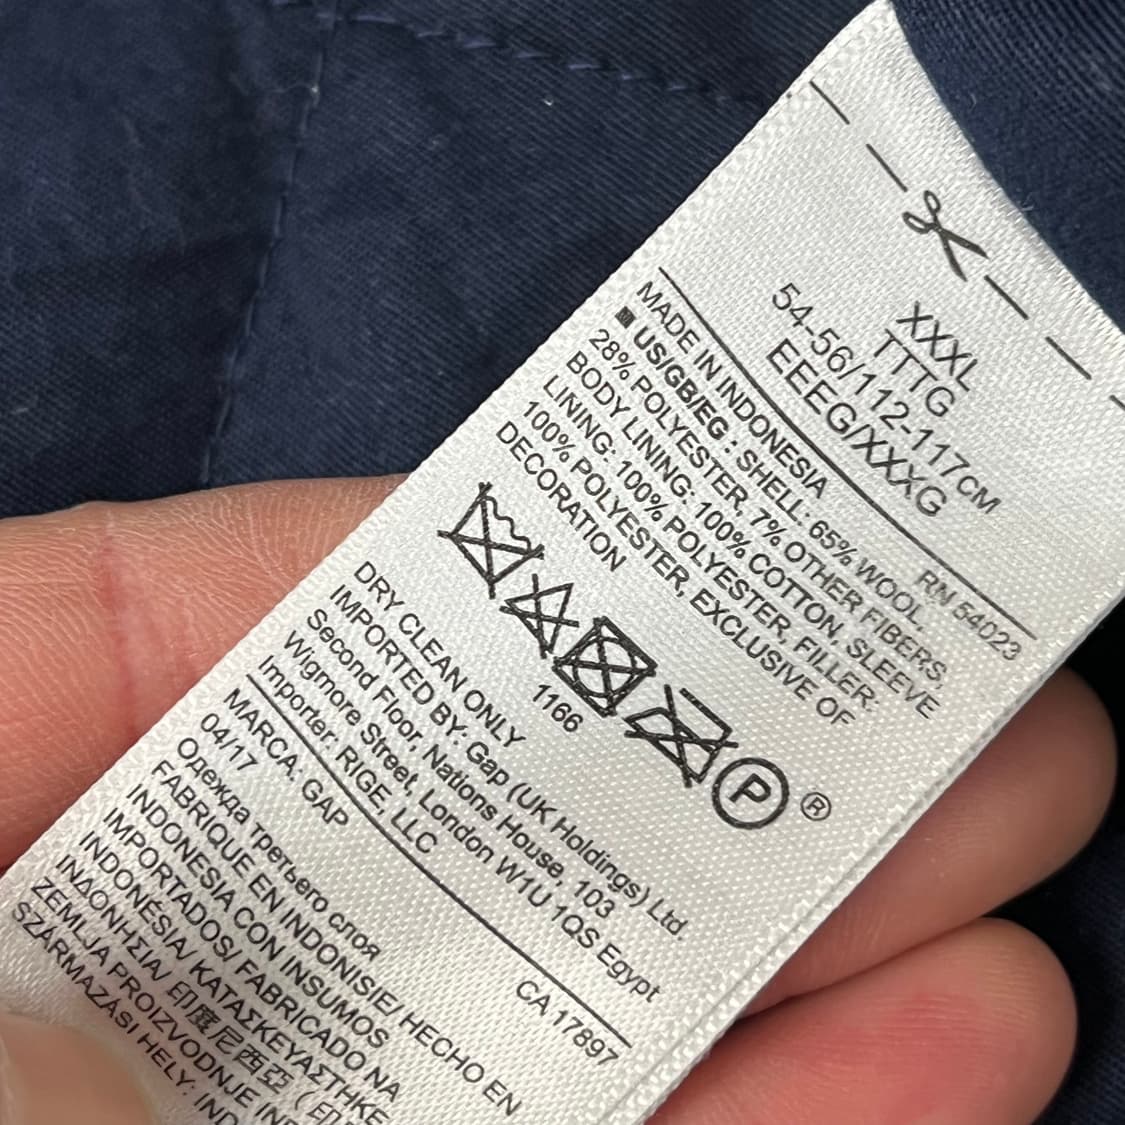 XXXL
TTG
54-56/112-117CM
EEEG/XXXG
RN 54023
MADE IN INDONESIA
■ US/GB/EG : SHELL: 65% WOOL,
28% POLYESTER, 7% OTHER FIBERS,
BODY LINING: 100% COTTON, SLEEVE
LINING: 100% POLYESTER, FILLER:
100% POLYESTER, EXCLUSIVE OF
DECORATION
P ®
1166
DRY CLEAN ONLY
IMPORTED BY: Gap (UK Holdings) Ltd.
Second Floor, Nations House, 103
Wigmore Street, London W1U 1QS Egypt
Importer: RIGE, LLC
CA 17897
MARCA: GAP
04/17
Одежда третьего слоя
FABRIQUE EN INDONISIE/ HECHO EN
INDONESIA CON INSUMOS
IMPORTADOS/ FABRICADO NA
INDONÉSIA/ ΚΑΤΑΣΚΕΥΑΣΤΗΚΕ
ΙΝΔΟΝΗΣΙΑ/ 印度尼西亞 ( 印
ZEMLJA PROIZVODNJE
SZÁRMAZÁSI HELY: